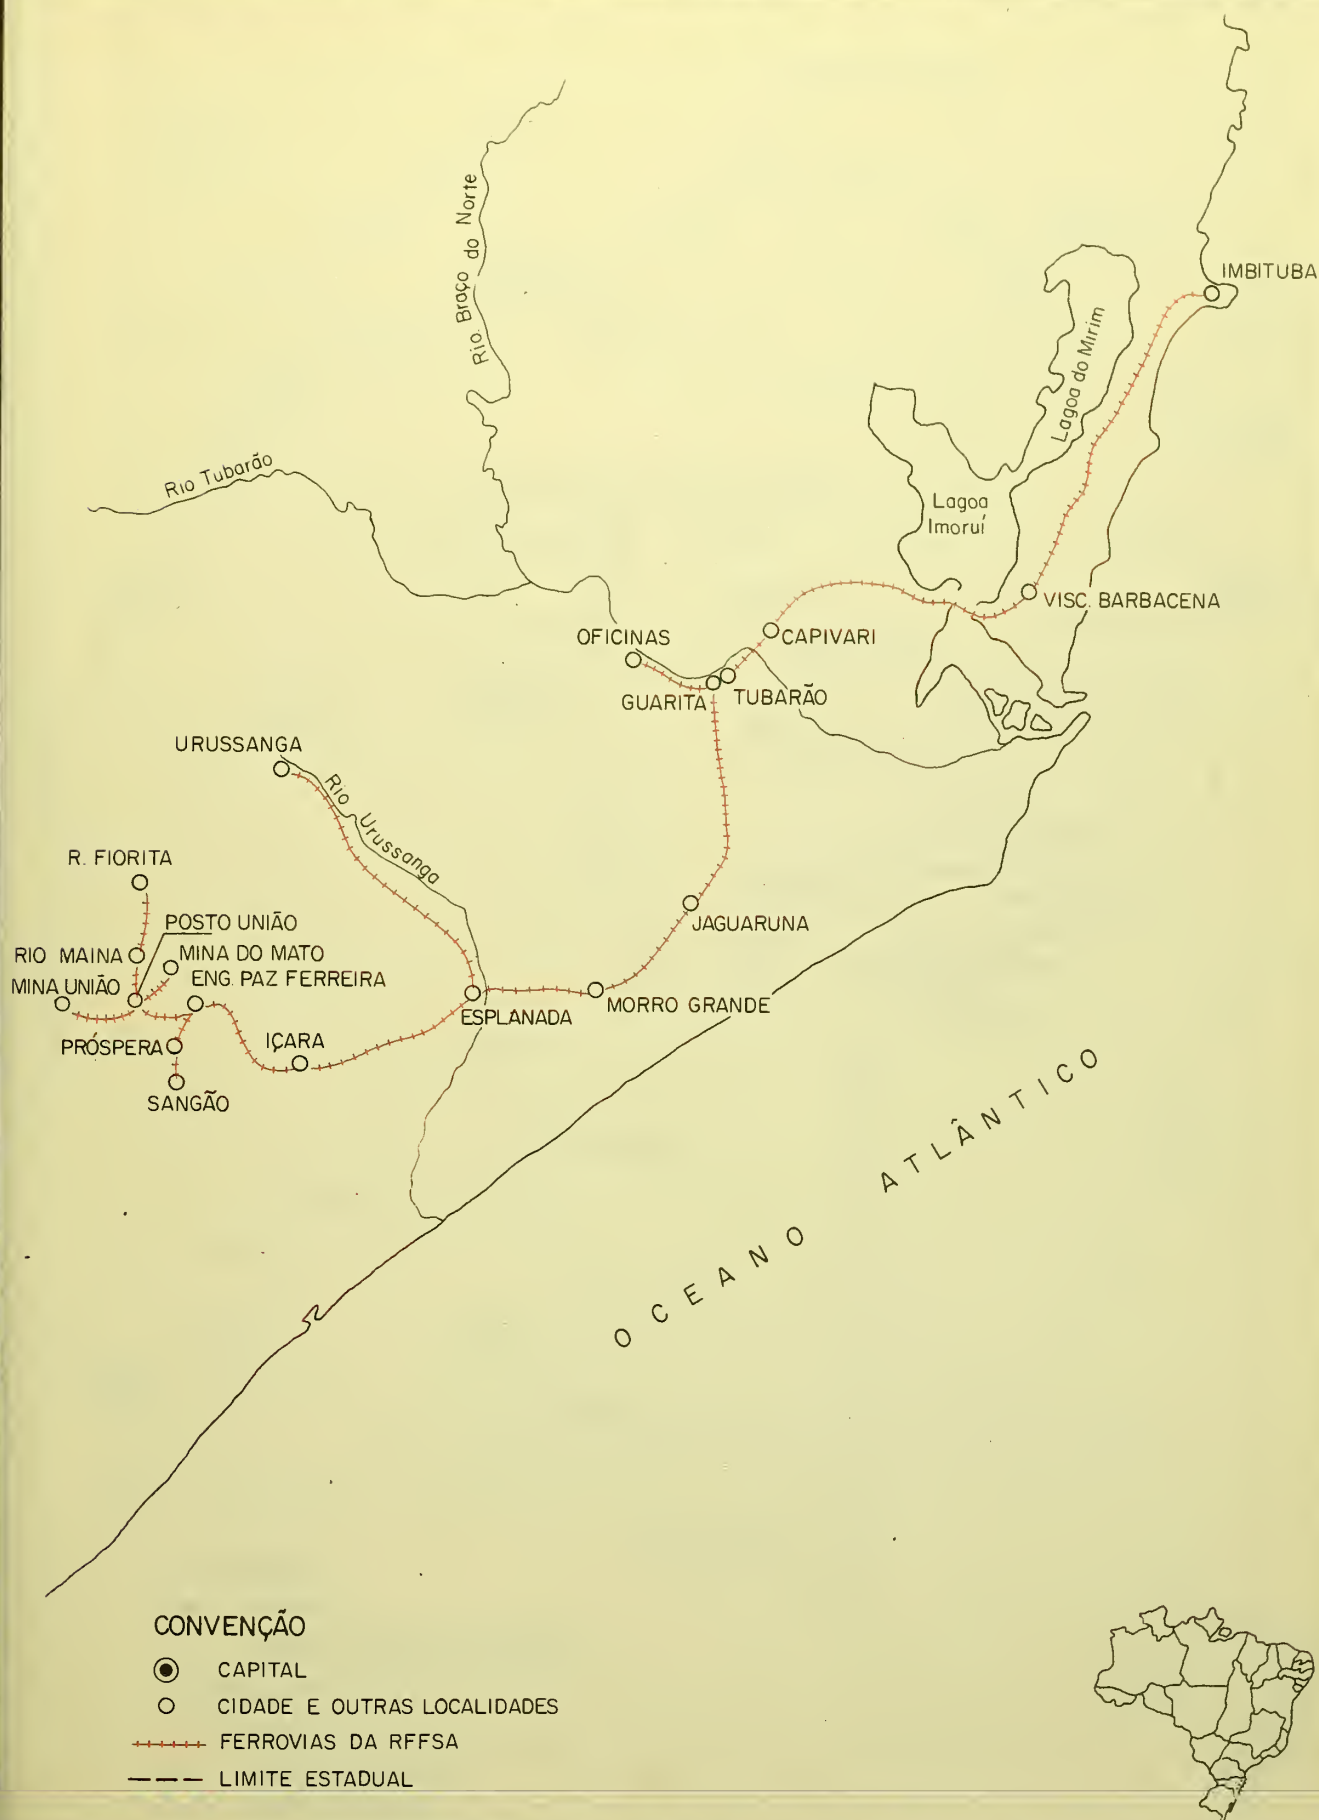 IMBITUBA
Rio Braço do Norte
Lagoa do Mirim
Rio Tubarão
Lagoa
Imoruí
VISC. BARBACENA
OFICINAS
CAPIVARI
GUARITA
TUBARÃO
URUSSANGA
Rio Urussanga
R. FIORITA
POSTO UNIÃO
JAGUARUNA
RIO MAINA
MINA DO MATO
MINA UNIÃO
ENG. PAZ FERREIRA
MORRO GRANDE
ESPLANADA
IÇARA
PRÓSPERA
SANGÃO
OCEANO ATLÂNTICO
CONVENÇÃO
CAPITAL
CIDADE E OUTRAS LOCALIDADES
FERROVIAS DA RFFSA
LIMITE ESTADUAL